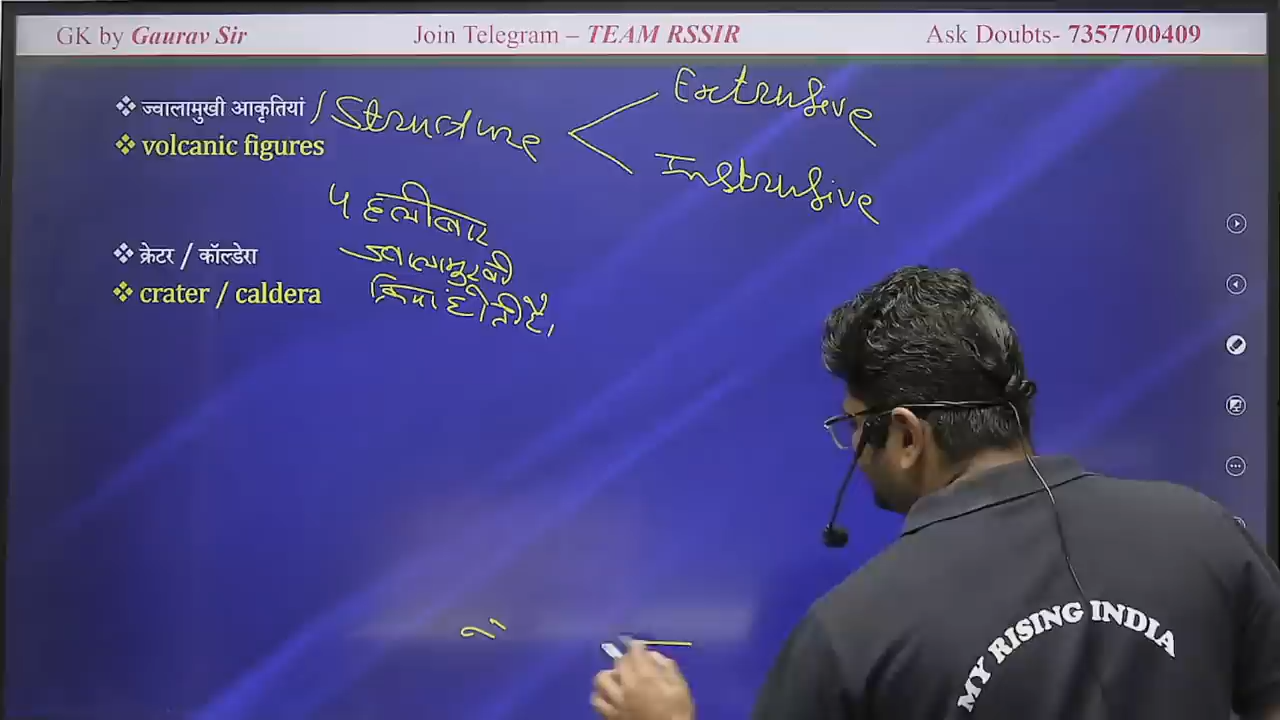 GK by Gaurav Sir
Join Telegram – TEAM RSSIR
Ask Doubts- 7357700409
❖ ज्वालामुखी आकृतियां / Structure
Extrusive
Instrusive
❖ volcanic figures
❖ क्रेटर / कॉल्डेरा
ज्वालामुखी
❖ crater / caldera
MY RISING INDIA